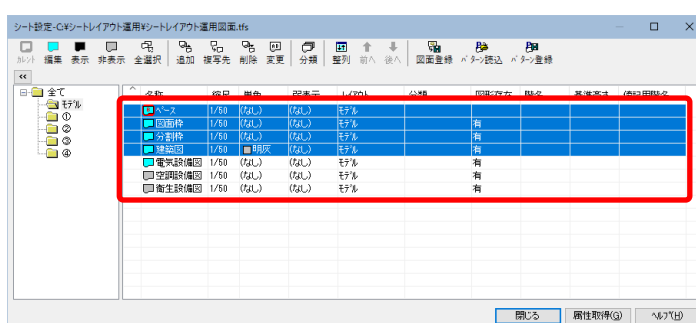 シート設定-C:¥シートレイアウト運用¥シートレイアウト運用図面.tfs
ｶﾚﾝﾄ 編集 表示 非表示 全選択 追加 複写先 削除 変更 分類 整列 前へ 後へ 図面登録 ﾊﾟﾀｰﾝ読込 ﾊﾟﾀｰﾝ登録
<<
全て
ﾓﾃﾞﾙ
①
②
③
④
名称 縮尺 単色 弱表示 ﾚｲｱｳﾄ 分類 図形存在 階名 基準高さ
ﾍﾞｰｽ 1/50 (なし) (なし) ﾓﾃﾞﾙ
図面枠 1/50 (なし) (なし) ﾓﾃﾞﾙ 有
分割枠 1/50 (なし) (なし) ﾓﾃﾞﾙ 有
建築図 1/50 明灰 (なし) ﾓﾃﾞﾙ 有
電気設備図 1/50 (なし) (なし) ﾓﾃﾞﾙ 有
空調設備図 1/50 (なし) (なし) ﾓﾃﾞﾙ 有
衛生設備図 1/50 (なし) (なし) ﾓﾃﾞﾙ 有
閉じる 属性取得(G) ﾍﾙﾌﾟ(H)